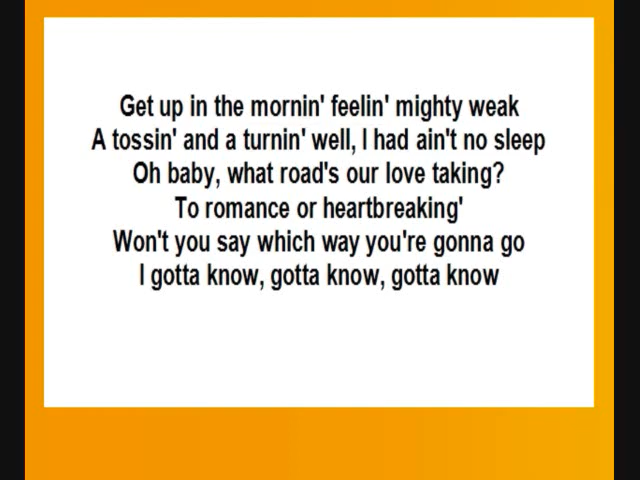 Get up in the mornin' feelin' mighty weak
A tossin' and a turnin' well, I had ain't no sleep
Oh baby, what road's our love taking?
To romance or heartbreaking'
Won't you say which way you're gonna go
I gotta know, gotta know, gotta know